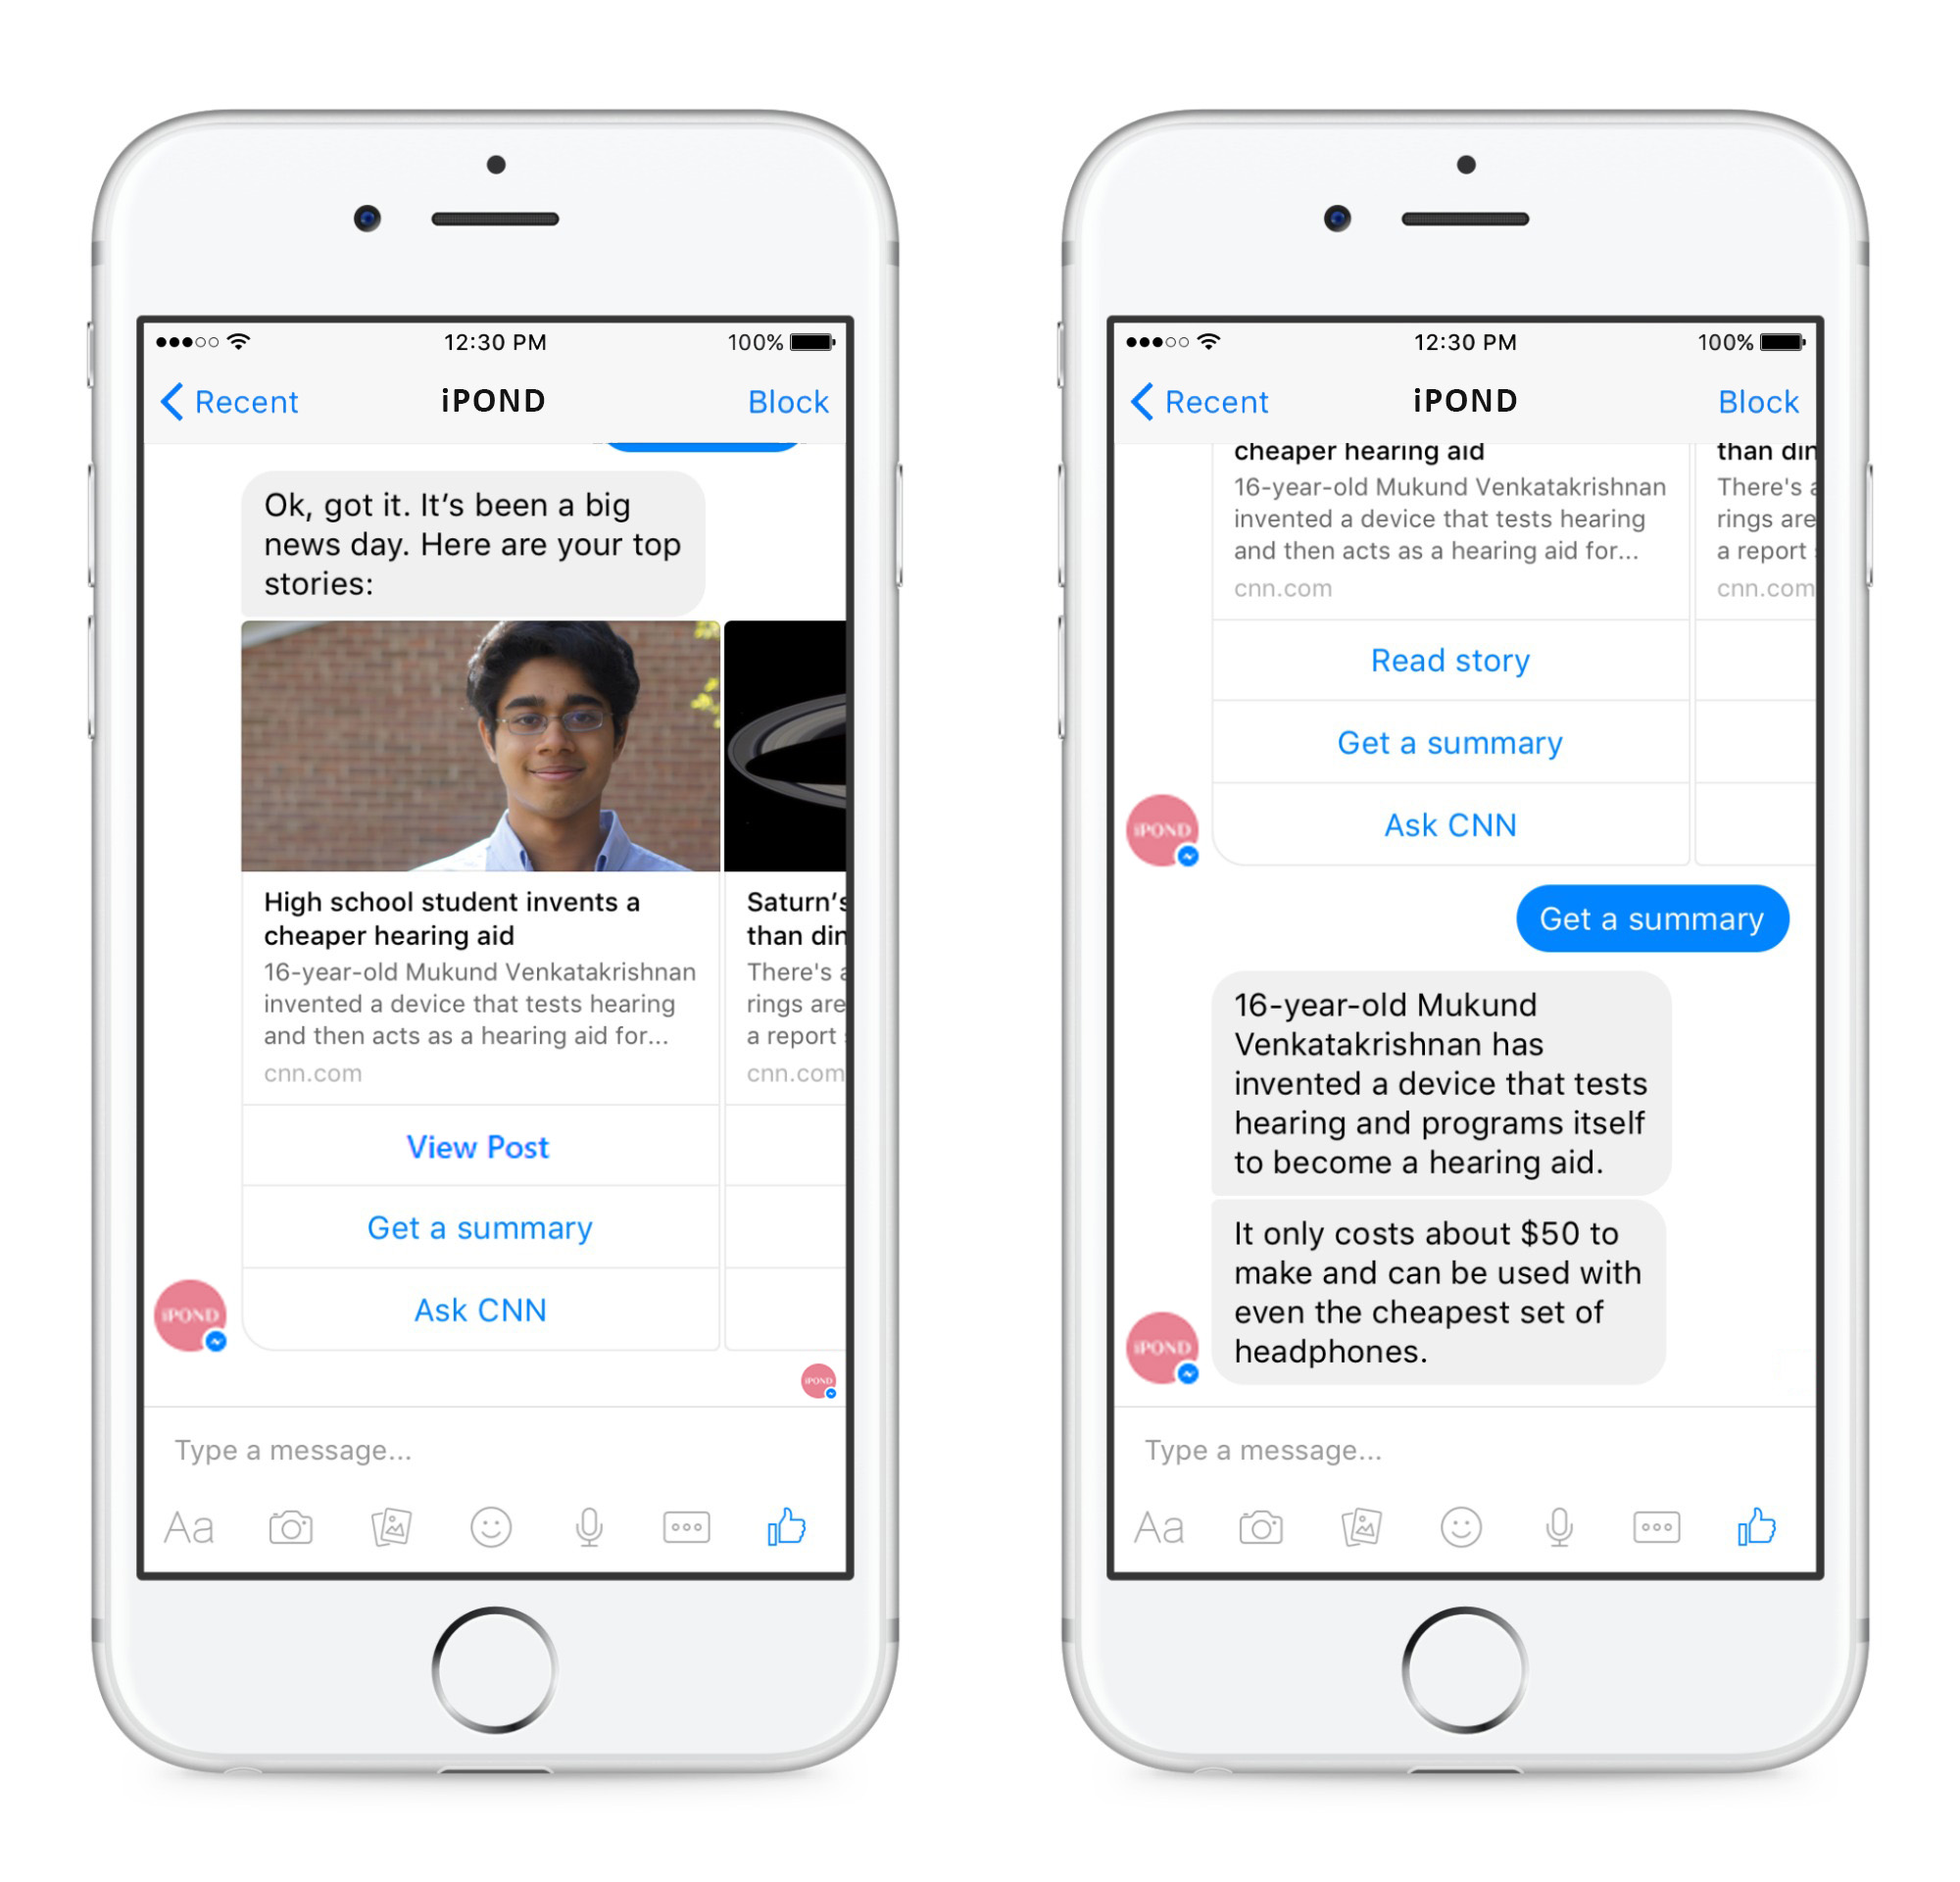 12:30 PM
100%
Recent
iPOND
Block
Ok, got it. It’s been a big
news day. Here are your top
stories:
High school student invents a
cheaper hearing aid
16-year-old Mukund Venkatakrishnan
invented a device that tests hearing
and then acts as a hearing aid for...
cnn.com
View Post
Get a summary
Ask CNN
Saturn’s
than din
There's a
rings are
a report
cnn.com
iPOND
iPOND
Type a message...
Aa
12:30 PM
100%
Recent
iPOND
Block
cheaper hearing aid
16-year-old Mukund Venkatakrishnan
invented a device that tests hearing
and then acts as a hearing aid for...
cnn.com
Read story
Get a summary
Ask CNN
than din
There's a
rings are
a report
cnn.com
iPOND
Get a summary
16-year-old Mukund
Venkatakrishnan has
invented a device that tests
hearing and programs itself
to become a hearing aid.
It only costs about $50 to
make and can be used with
even the cheapest set of
headphones.
iPOND
Type a message...
Aa